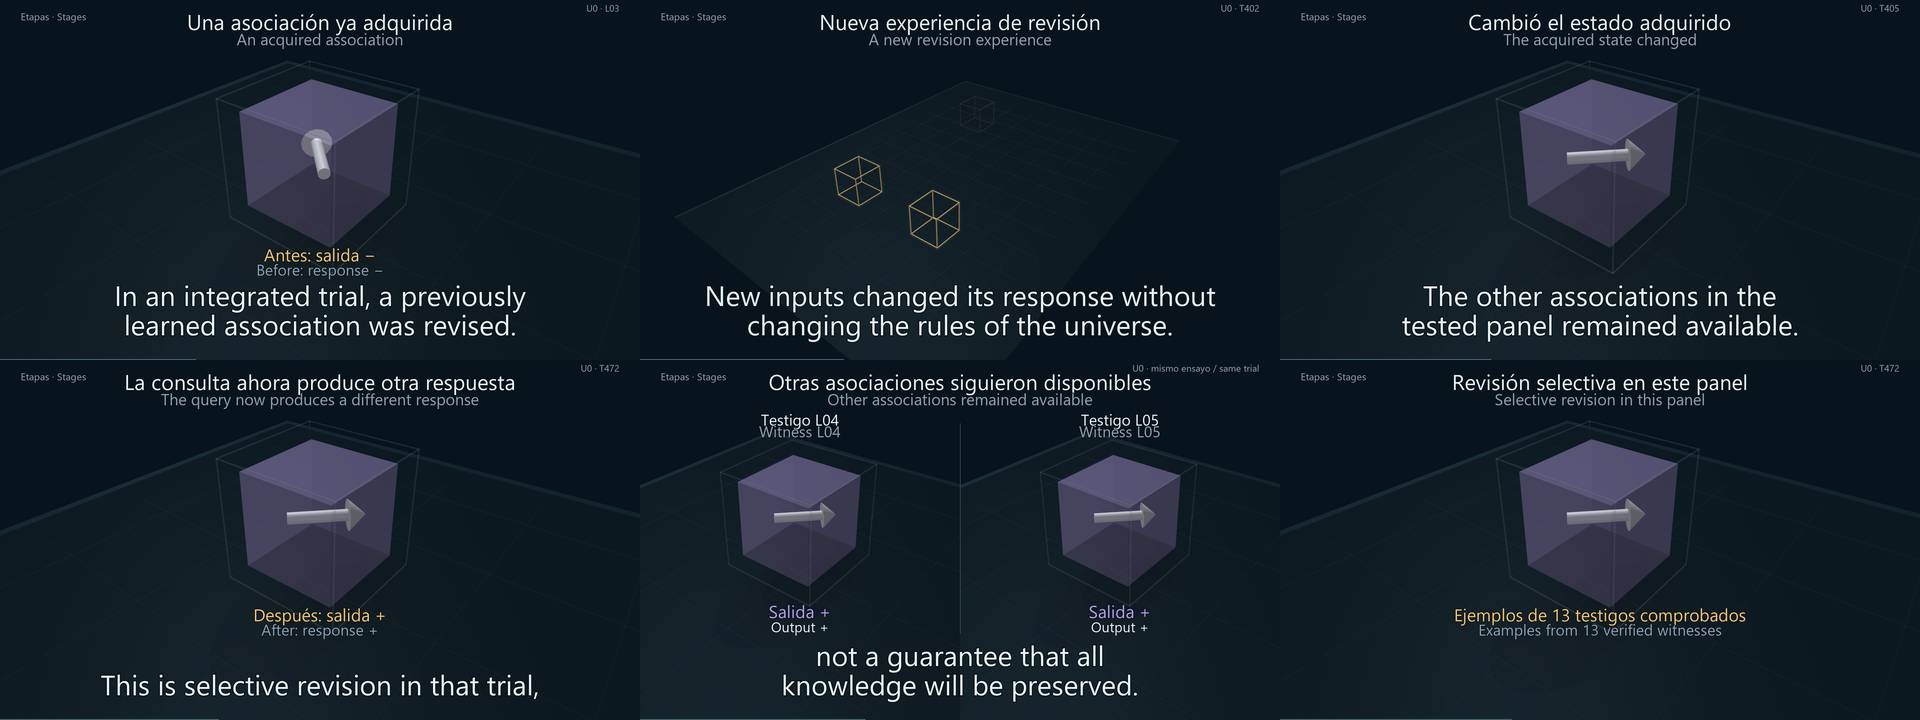 Etapas · Stages
U0 · L03
Una asociación ya adquirida
An acquired association
Antes: salida −
Before: response −
In an integrated trial, a previously
learned association was revised.
U0 · T402
Nueva experiencia de revisión
A new revision experience
New inputs changed its response without
changing the rules of the universe.
Etapas · Stages
U0 · T405
Cambió el estado adquirido
The acquired state changed
The other associations in the
tested panel remained available.
Etapas · Stages
U0 · T472
La consulta ahora produce otra respuesta
The query now produces a different response
Después: salida +
After: response +
This is selective revision in that trial,
U0 · mismo ensayo / same trial
Otras asociaciones siguieron disponibles
Other associations remained available
Testigo L04
Witness L04
Testigo L05
Witness L05
Salida +
Output +
Salida +
Output +
not a guarantee that all
knowledge will be preserved.
Etapas · Stages
U0 · T472
Revisión selectiva en este panel
Selective revision in this panel
Ejemplos de 13 testigos comprobados
Examples from 13 verified witnesses